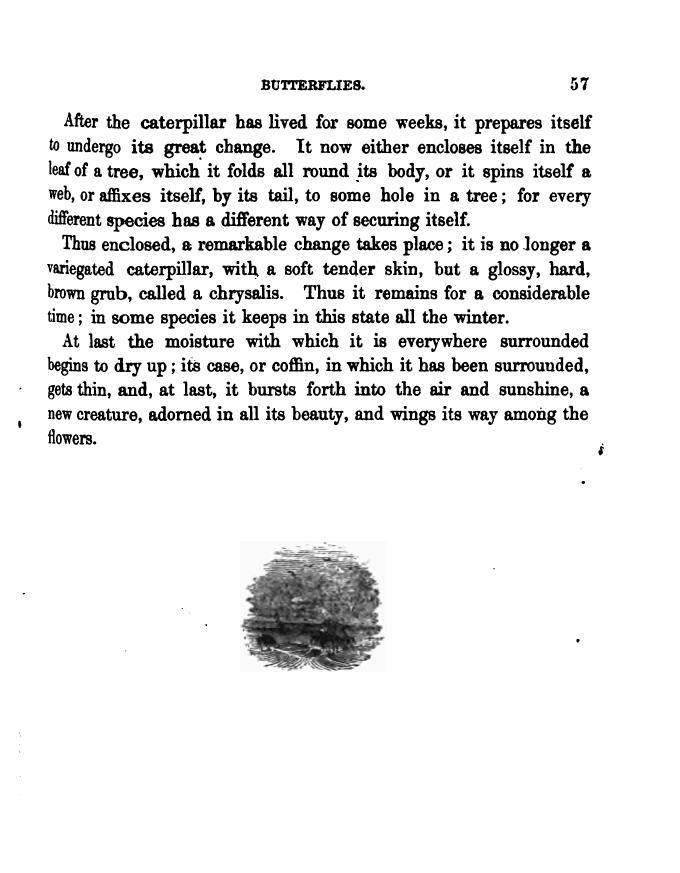 BUTTERFLIES. 57
After the caterpillar has lived for some weeks, it prepares itself
to undergo its great change. It now either encloses itself in the
leaf of a tree, which it folds all round its body, or it spins itself a
web, or affixes itself, by its tail, to some hole in a tree; for every
different species has a different way of securing itself.
Thus enclosed, a remarkable change takes place; it is no longer a
variegated caterpillar, with a soft tender skin, but a glossy, hard,
brown grub, called a chrysalis. Thus it remains for a considerable
time; in some species it keeps in this state all the winter.
At last the moisture with which it is everywhere surrounded
begins to dry up; its case, or coffin, in which it has been surrounded,
gets thin, and, at last, it bursts forth into the air and sunshine, a
new creature, adorned in all its beauty, and wings its way among the
flowers.